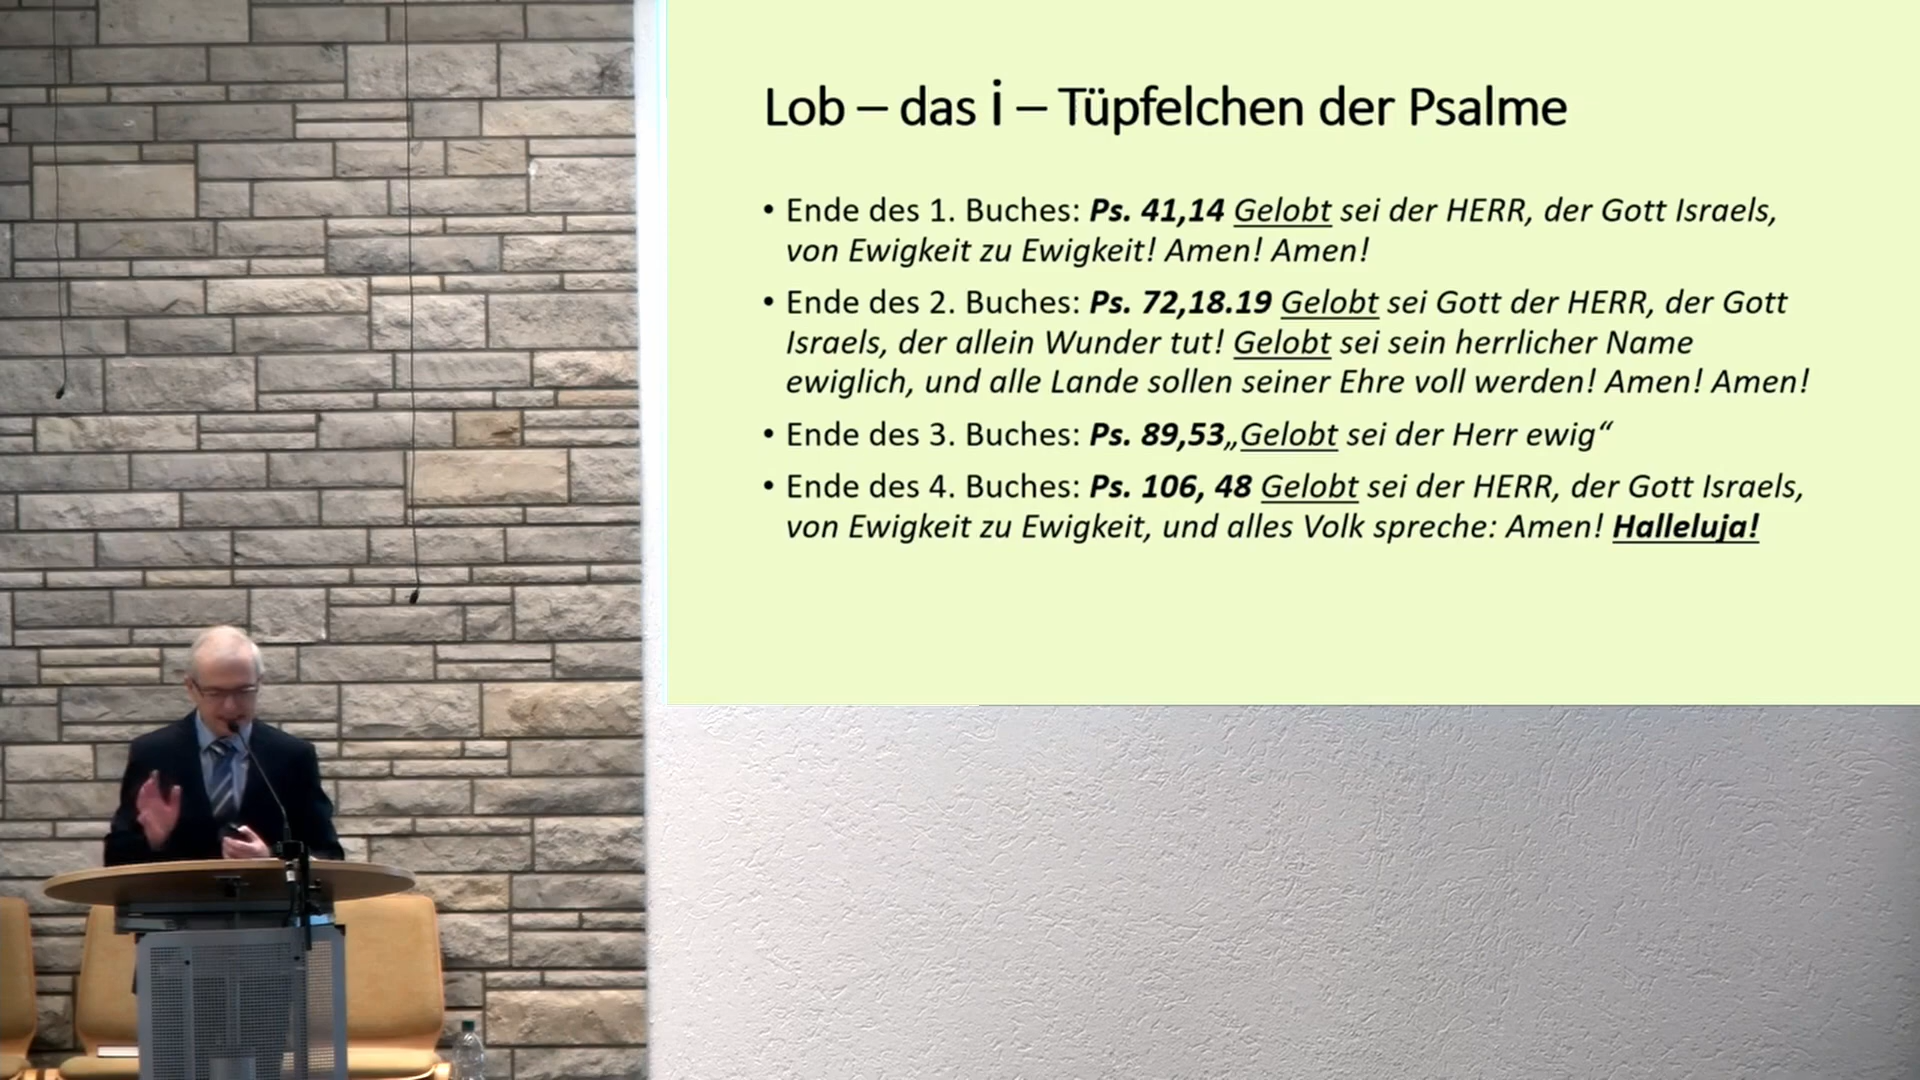 Lob – das i – Tüpfelchen der Psalme
• Ende des 1. Buches: Ps. 41,14 Gelobt sei der HERR, der Gott Israels,
von Ewigkeit zu Ewigkeit! Amen! Amen!
• Ende des 2. Buches: Ps. 72,18.19 Gelobt sei Gott der HERR, der Gott
Israels, der allein Wunder tut! Gelobt sei sein herrlicher Name
ewiglich, und alle Lande sollen seiner Ehre voll werden! Amen! Amen!
• Ende des 3. Buches: Ps. 89,53„Gelobt sei der Herr ewig“
• Ende des 4. Buches: Ps. 106, 48 Gelobt sei der HERR, der Gott Israels,
von Ewigkeit zu Ewigkeit, und alles Volk spreche: Amen! Halleluja!